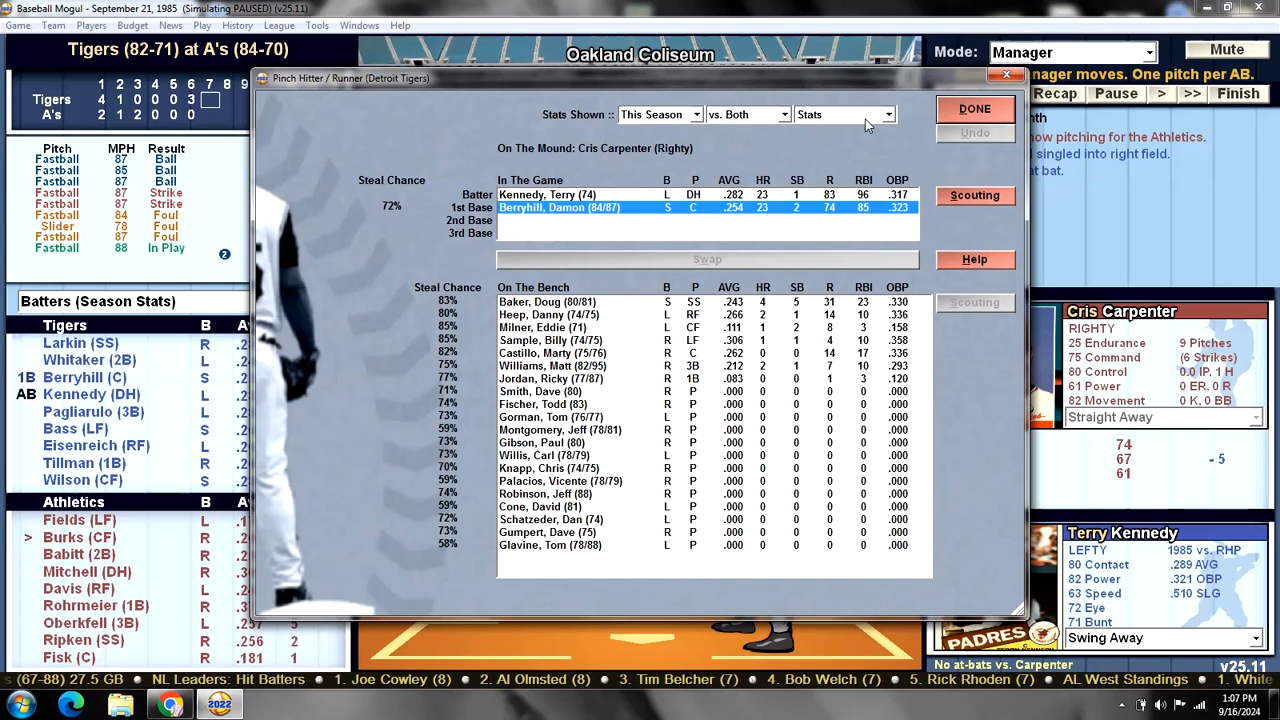 Baseball Mogul - September 21, 1985 (Simulating PAUSED) (v25.11)
Game Team Players Budget News Play History League Tools Windows Help
Tigers (82-71) at A's (84-70)
1 2 3 4 5 6 7 8 9
Tigers 4 1 0 0 0 3
A's 2 1 2 0 0 0
Pitch MPH Result
Fastball 87 Ball
Fastball 85 Ball
Fastball 87 Ball
Fastball 87 Strike
Fastball 87 Strike
Fastball 84 Foul
Slider 78 Foul
Fastball 87 Foul
Fastball 88 In Play
2
Batters (Season Stats)
Tigers B A
Larkin (SS) R .2
Whitaker (2B) L
1B Berryhill (C) S .2
AB Kennedy (DH) L
Pagliarulo (3B) L
Bass (LF) S
Eisenreich (RF) L
Tillman (1B) R
Wilson (CF) S
Athletics B A
Fields (LF) L
> Burks (CF) R
Babitt (2B) R
Mitchell (DH) R
Davis (RF) L
Rohrmeier (1B) R
Oberkfell (3B) L .257 5
Ripken (SS) R .256 2
Fisk (C) R .181 1
Oakland Coliseum
Mode: Manager Mute
nager moves. One pitch per AB.
Recap Pause > >> Finish
nth
now pitching for the Athletics.
singled into right field.
at bat.
Pinch Hitter / Runner (Detroit Tigers)
Stats Shown :: This Season vs. Both Stats
DONE
Undo
On The Mound: Cris Carpenter (Righty)
Steal Chance In The Game B P AVG HR SB R RBI OBP
Batter Kennedy, Terry (74) L DH .282 23 1 83 96 .317
72% 1st Base Berryhill, Damon (84/87) S C .254 23 2 74 85 .323
2nd Base
3rd Base
Scouting
Swap
Help
Steal Chance On The Bench B P AVG HR SB R RBI OBP
Scouting
83% Baker, Doug (80/81) S SS .243 4 5 31 23 .330
80% Heep, Danny (74/75) L RF .266 2 1 14 10 .336
85% Milner, Eddie (71) L CF .111 1 2 8 3 .158
85% Sample, Billy (74/75) R LF .306 1 1 4 10 .358
82% Castillo, Marty (75/76) R C .262 0 0 14 17 .336
75% Williams, Matt (82/95) R 3B .212 2 1 7 10 .293
77% Jordan, Ricky (77/87) R 1B .083 0 0 1 3 .120
71% Smith, Dave (80) R P .000 0 0 0 0 .000
74% Fischer, Todd (83) R P .000 0 0 0 0 .000
73% Gorman, Tom (76/77) R P .000 0 0 0 0 .000
59% Montgomery, Jeff (78/81) R P .000 0 0 0 0 .000
73% Gibson, Paul (80) R P .000 0 0 0 0 .000
73% Willis, Carl (78/79) L P .000 0 0 0 0 .000
70% Knapp, Chris (74/75) R P .000 0 0 0 0 .000
59% Palacios, Vicente (78/79) R P .000 0 0 0 0 .000
74% Robinson, Jeff (88) R P .000 0 0 0 0 .000
59% Cone, David (81) L P .000 0 0 0 0 .000
72% Schatzeder, Dan (74) L P .000 0 0 0 0 .000
73% Gumpert, Dave (75) R P .000 0 0 0 0 .000
58% Glavine, Tom (78/88) L P .000 0 0 0 0 .000
Cris Carpenter
RIGHTY
25 Endurance 9 Pitches
75 Command (6 Strikes)
80 Control 0.0 IP, 1 H
61 Power 0 ER, 0 R
82 Movement 0 K, 0 BB
Straight Away
74
67 - 5
61
Terry Kennedy
LEFTY 1985 vs. RHP
80 Contact .289 AVG
82 Power .321 OBP
63 Speed .510 SLG
72 Eye
71 Bunt
PADRES
Swing Away
No at-bats vs. Carpenter v25.11
(67-88) 27.5 GB • NL Leaders: Hit Batters • 1. Joe Cowley (8) • 2. Al Olmsted (8) • 3. Tim Belcher (7) • 4. Bob Welch (7) • 5. Rick Rhoden (7) • AL West Standings • 1. White
2022
1:07 PM
9/16/2024